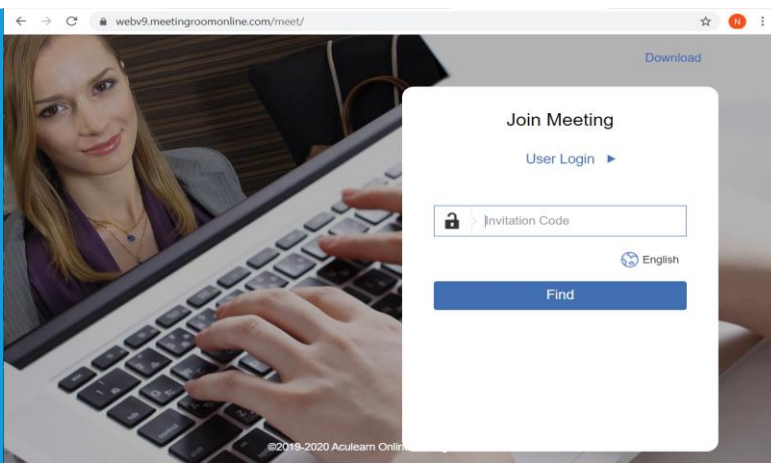 webv9.meetingroomonline.com/meet/
N
Download
Join Meeting
User Login
Invitation Code
English
Find
©2019-2020 Aculearn Onlin